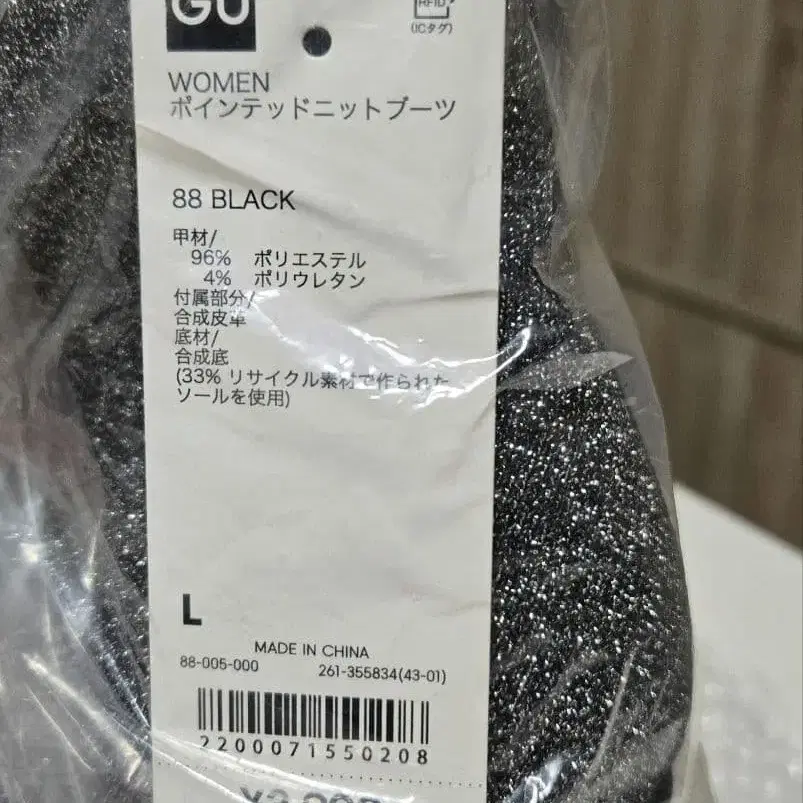 GU
RFID
(ICタグ)
WOMEN
ポインテッドニットブーツ
88 BLACK
甲材/
96% ポリエステル
4% ポリウレタン
付属部分/
合成皮革
底材/
合成底
(33% リサイクル素材で作られた
ソールを使用)
L
MADE IN CHINA
88-005-000 261-355834(43-01)
2200071550208